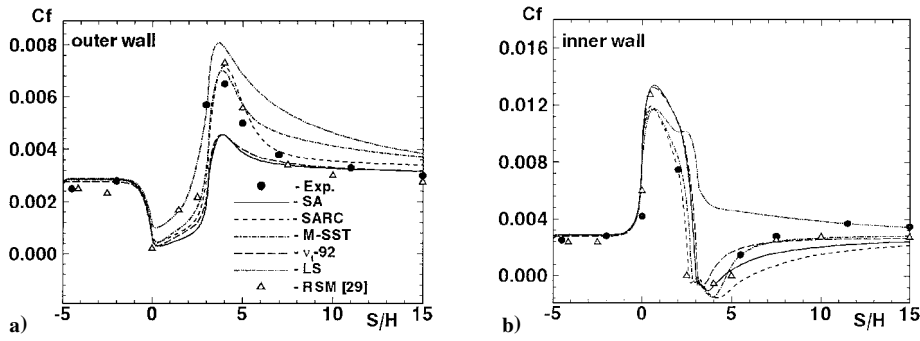 Cf
outer wall
0.008
0.006
0.004
0.002
0.000
- Exp.
- SA
- SARC
- M-SST
- νt-92
- LS
- RSM [29]
-5
0
5
10
15
S/H
a)
Cf
inner wall
0.016
0.012
0.008
0.004
0.000
-5
0
5
10
15
S/H
b)